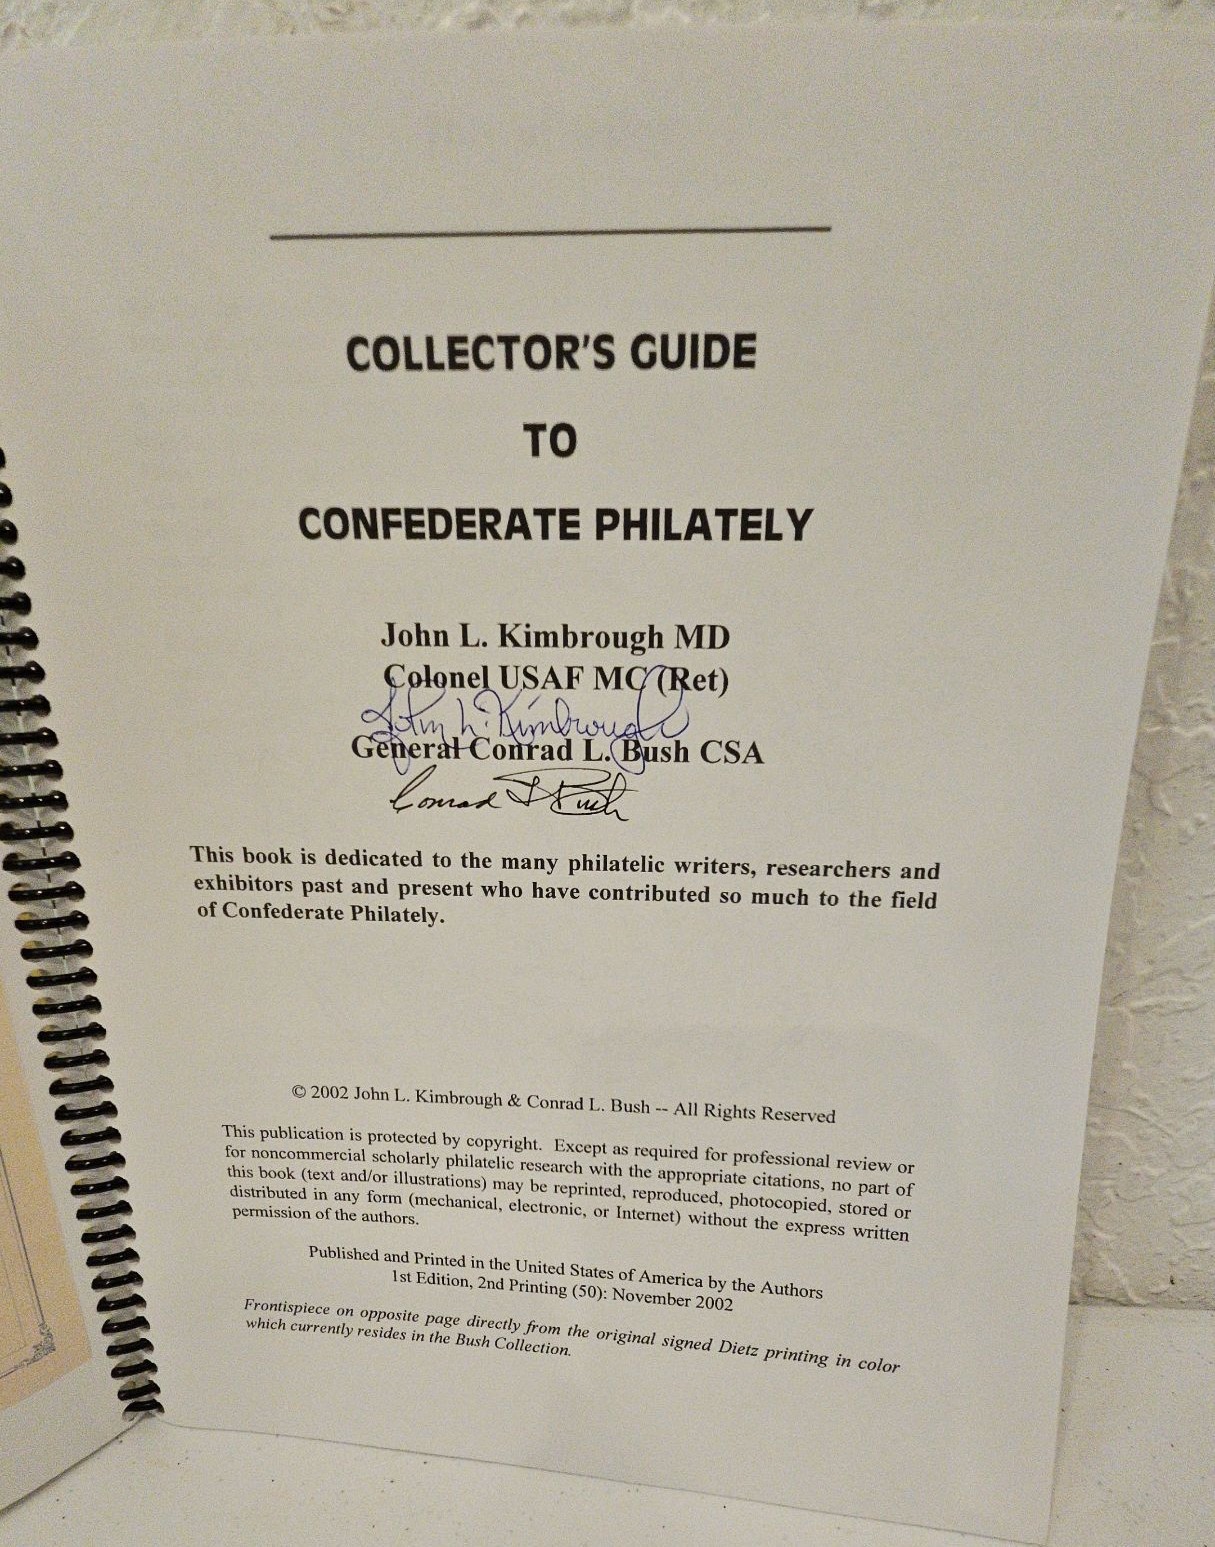 COLLECTOR'S GUIDE
TO
CONFEDERATE PHILATELY
John L. Kimbrough MD
Colonel USAF MC (Ret)
John L. Kimbrough
General Conrad L. Bush CSA
Conrad L Bush
This book is dedicated to the many philatelic writers, researchers and
exhibitors past and present who have contributed so much to the field
of Confederate Philately.
© 2002 John L. Kimbrough & Conrad L. Bush -- All Rights Reserved
This publication is protected by copyright. Except as required for professional review or
for noncommercial scholarly philatelic research with the appropriate citations, no part of
this book (text and/or illustrations) may be reprinted, reproduced, photocopied, stored or
distributed in any form (mechanical, electronic, or Internet) without the express written
permission of the authors.
Published and Printed in the United States of America by the Authors
1st Edition, 2nd Printing (50): November 2002
Frontispiece on opposite page directly from the original signed Dietz printing in color
which currently resides in the Bush Collection.